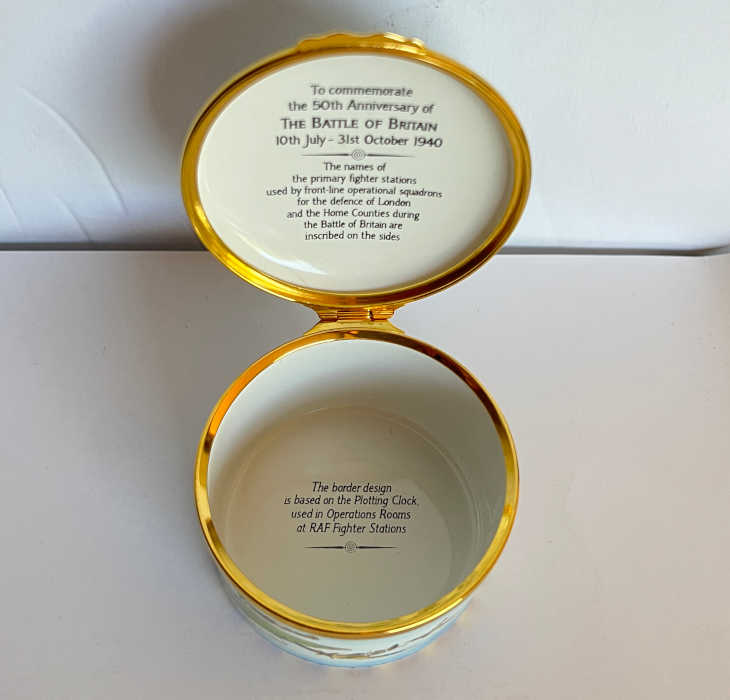 To commemorate
the 50th Anniversary of
THE BATTLE OF BRITAIN
10th July - 31st October 1940
The names of
the primary fighter stations
used by front-line operational squadrons
for the defence of London
and the Home Counties during
the Battle of Britain are
inscribed on the sides
The border design
is based on the Plotting Clock,
used in Operations Rooms
at RAF Fighter Stations